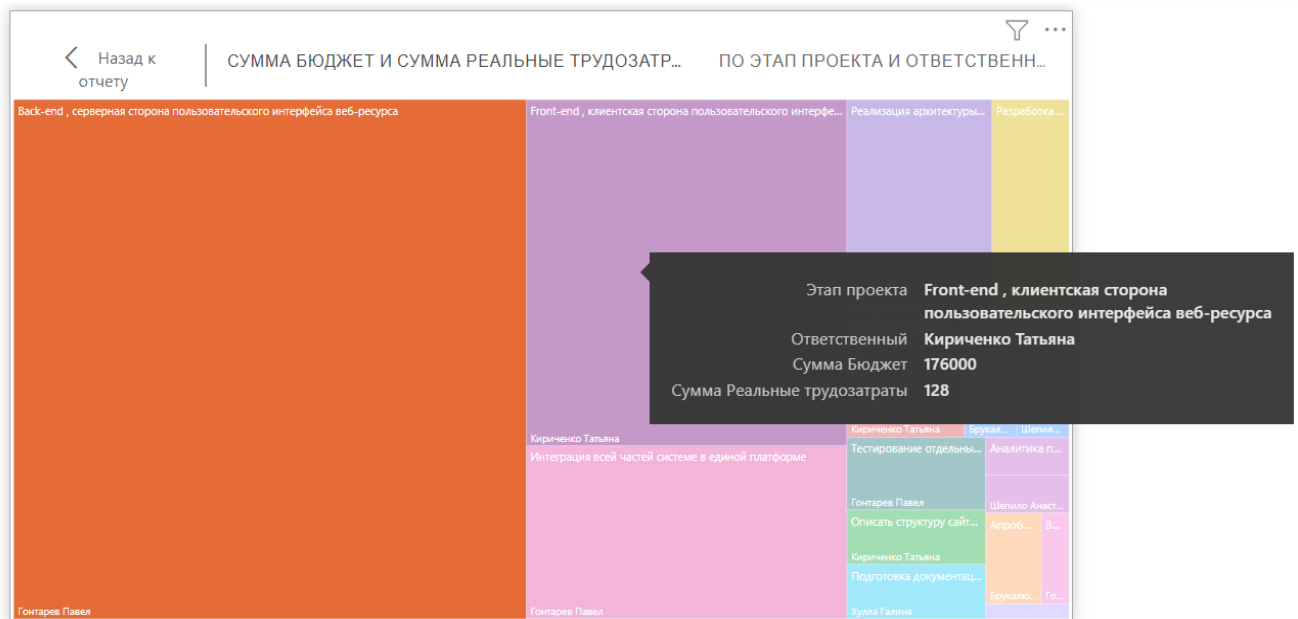 Назад к
отчету
СУММА БЮДЖЕТ И СУММА РЕАЛЬНЫЕ ТРУДОЗАТР...
ПО ЭТАП ПРОЕКТА И ОТВЕТСТВЕНН...
Back-end , серверная сторона пользовательского интерфейса веб-ресурса
Front-end , клиентская сторона пользовательского интерфе...
Реализация архитектуры...
Разработка ...
Этап проекта Front-end , клиентская сторона
пользовательского интерфейса веб-ресурса
Ответственный Кириченко Татьяна
Сумма Бюджет 176000
Сумма Реальные трудозатраты 128
Кириченко Татьяна
Брукал...
Шепил...
Кириченко Татьяна
Интеграция всей частей системе в единой платформе
Тестирование отдельны...
Аналитика п...
Гонтарев Павел
Шепило Анаст...
Описать структуру сайт...
Апроб...
В...
Кириченко Татьяна
Подготовка документац...
Брукалю...
Го...
Гонтарев Павел
Гонтарев Павел
Хулла Галина